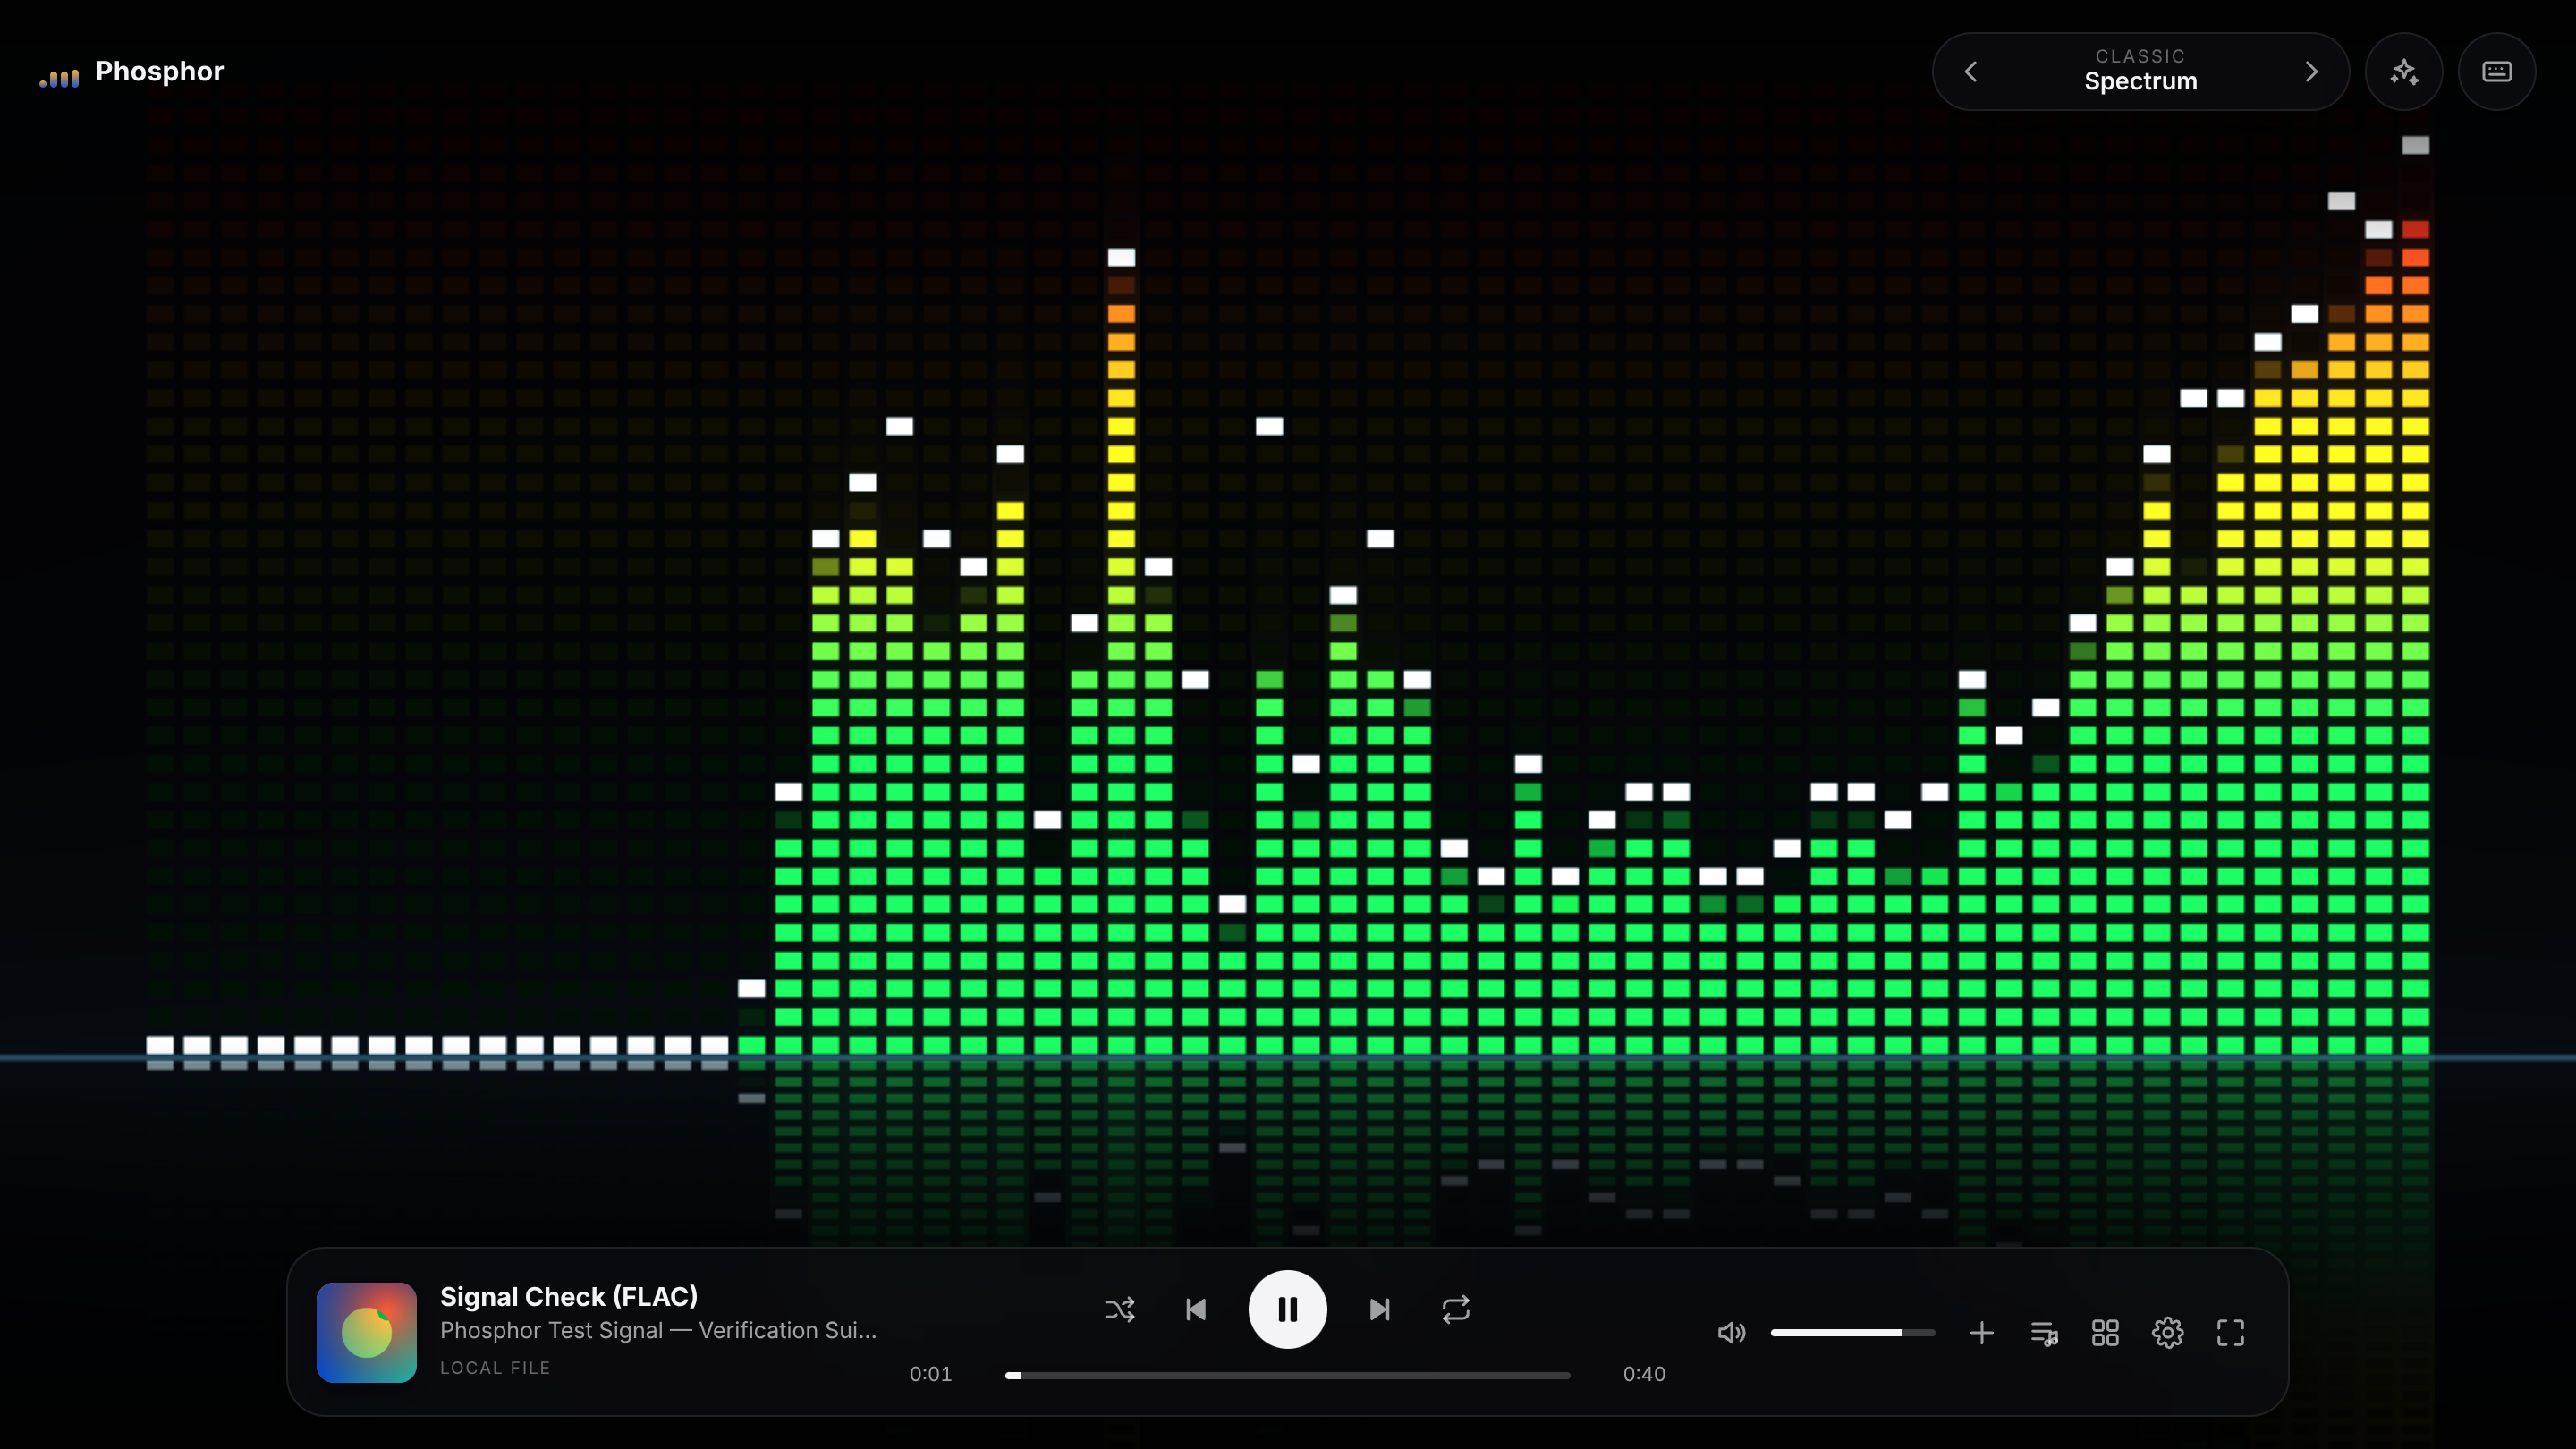 Phosphor
CLASSIC
Spectrum
Signal Check (FLAC)
Phosphor Test Signal — Verification Sui...
LOCAL FILE
0:01
0:40